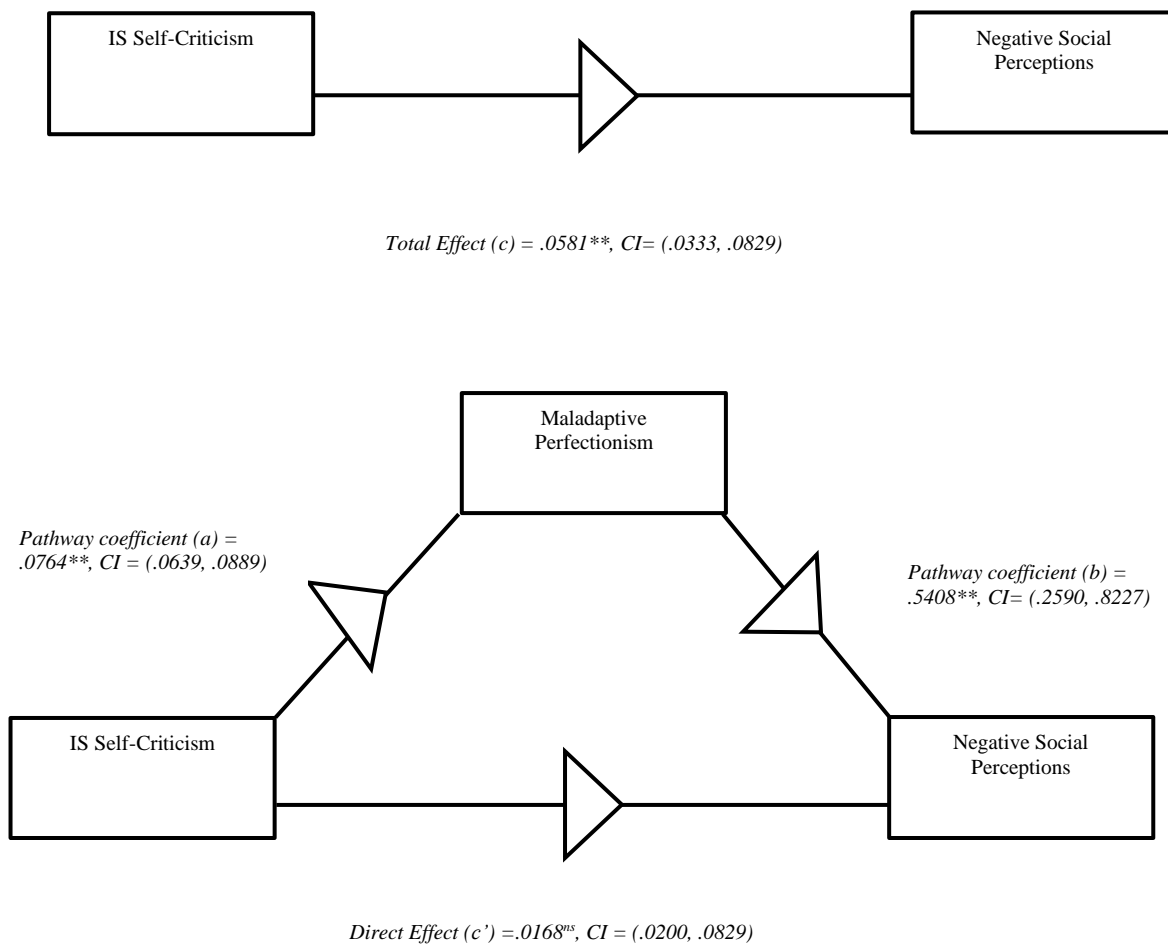 IS Self-Criticism
Negative Social
Perceptions
Total Effect (c) = .0581**, CI= (.0333, .0829)
Maladaptive
Perfectionism
Pathway coefficient (a) =
.0764**, CI = (.0639, .0889)
Pathway coefficient (b) =
.5408**, CI= (.2590, .8227)
IS Self-Criticism
Negative Social
Perceptions
Direct Effect (c’) =.0168ns, CI = (.0200, .0829)